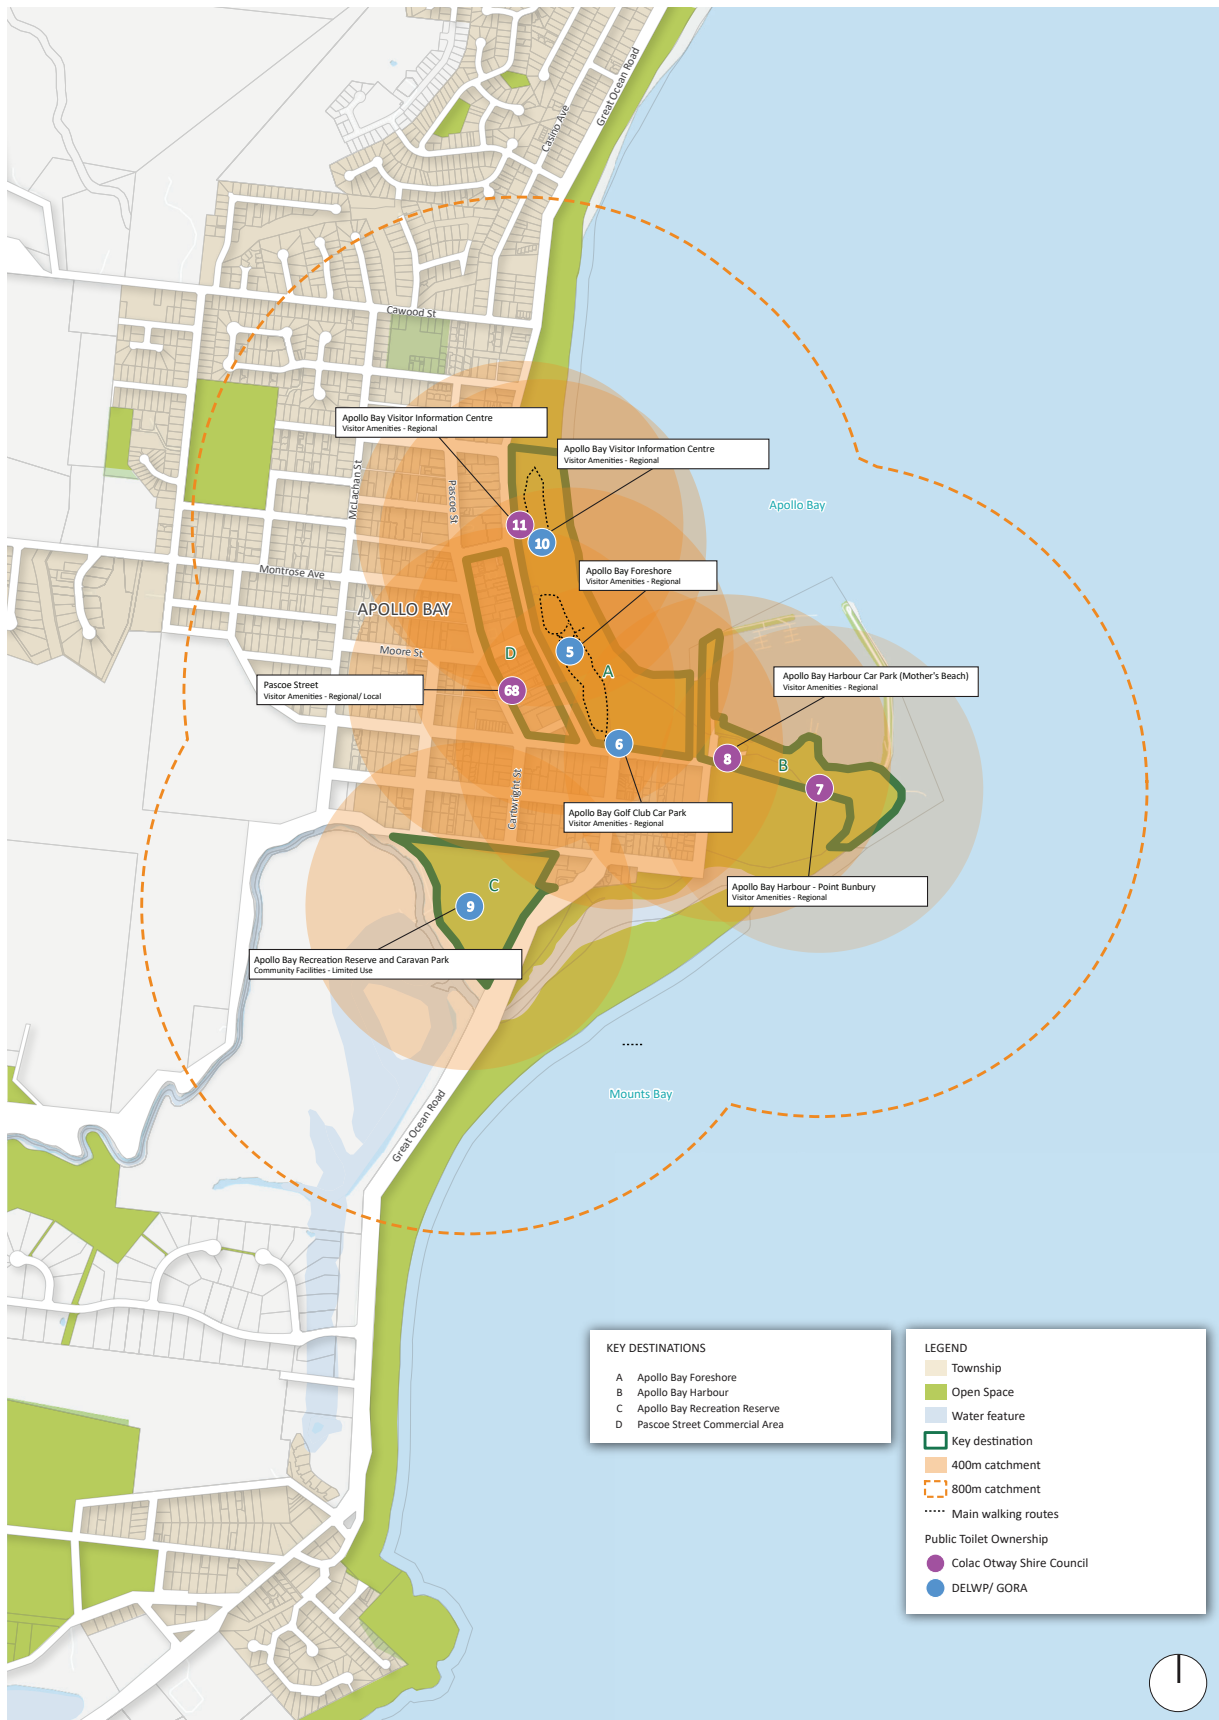 Great Ocean Road
Casino Ave
Cawood St
Apollo Bay Visitor Information Centre
Visitor Amenities - Regional
Apollo Bay Visitor Information Centre
Visitor Amenities - Regional
McLachan St
Pascoe St
Apollo Bay
11
10
Montrose Ave
Apollo Bay Foreshore
Visitor Amenities - Regional
APOLLO BAY
Moore St
D
5
A
Pascoe Street
Visitor Amenities - Regional/ Local
68
Apollo Bay Harbour Car Park (Mother's Beach)
Visitor Amenities - Regional
6
8
B
7
Cartwright St
Apollo Bay Golf Club Car Park
Visitor Amenities - Regional
C
9
Apollo Bay Harbour - Point Bunbury
Visitor Amenities - Regional
Apollo Bay Recreation Reserve and Caravan Park
Community Facilities - Limited Use
Mounts Bay
Great Ocean Road
KEY DESTINATIONS
A Apollo Bay Foreshore
B Apollo Bay Harbour
C Apollo Bay Recreation Reserve
D Pascoe Street Commercial Area
LEGEND
Township
Open Space
Water feature
Key destination
400m catchment
800m catchment
Main walking routes
Public Toilet Ownership
Colac Otway Shire Council
DELWP/ GORA